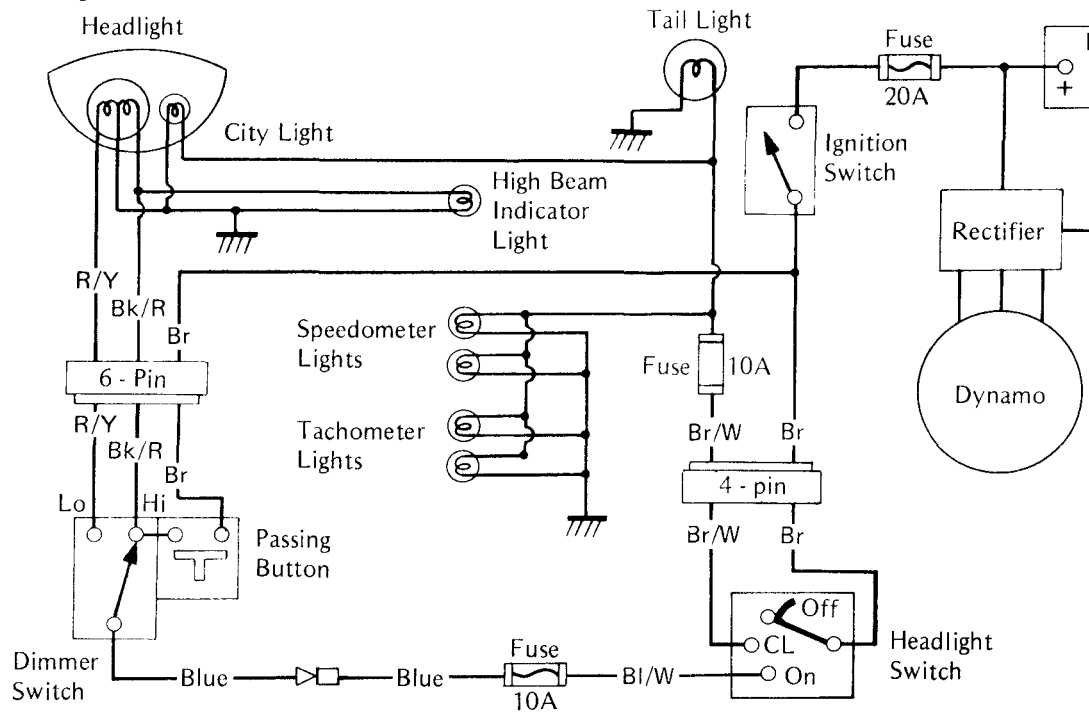 Headlight
Tail Light
Fuse
20A
+
City Light
Ignition
Switch
High Beam
Indicator
Light
Rectifier
R/Y
Bk/R
Br
Speedometer
Lights
Fuse
10A
Dynamo
6 - Pin
R/Y
Bk/R
Br
Tachometer
Lights
Br/W
Br
4 - pin
Lo
Hi
Br/W
Br
Passing
Button
Off
CL
On
Headlight
Switch
Dimmer
Switch
Blue
Blue
Fuse
10A
Bl/W